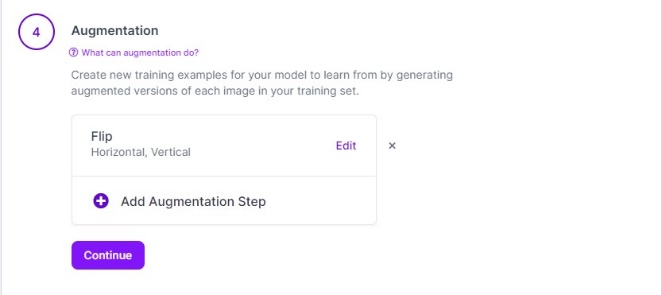 4
Augmentation
What can augmentation do?
Create new training examples for your model to learn from by generating
augmented versions of each image in your training set.
Flip
Horizontal, Vertical
Edit
×
Add Augmentation Step
Continue